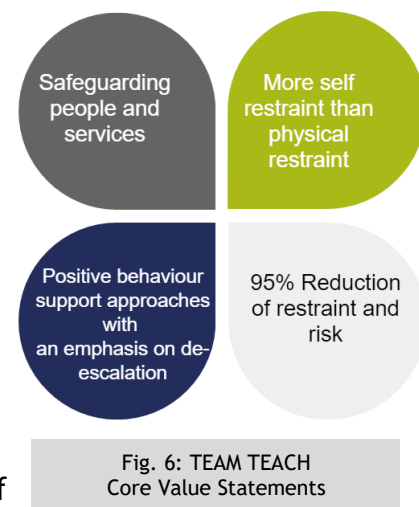 Safeguarding
people and
services
More self
restraint than
physical
restraint
Positive behaviour
support approaches
with
an emphasis on de-
escalation
95% Reduction
of restraint and
risk
f
Fig. 6: TEAM TEACH
Core Value Statements